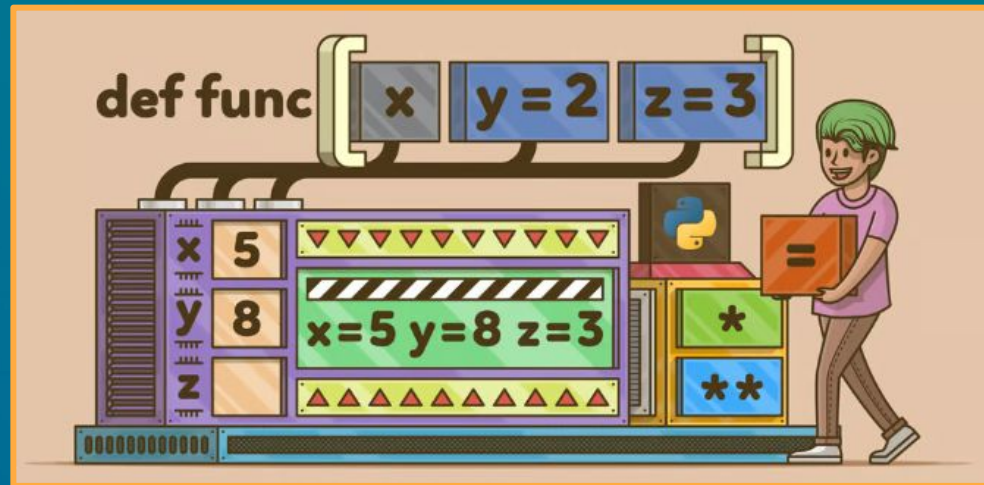 def func [ x y = 2 z = 3 ]
x 5
y 8
z
x=5 y=8 z=3
=
*
**